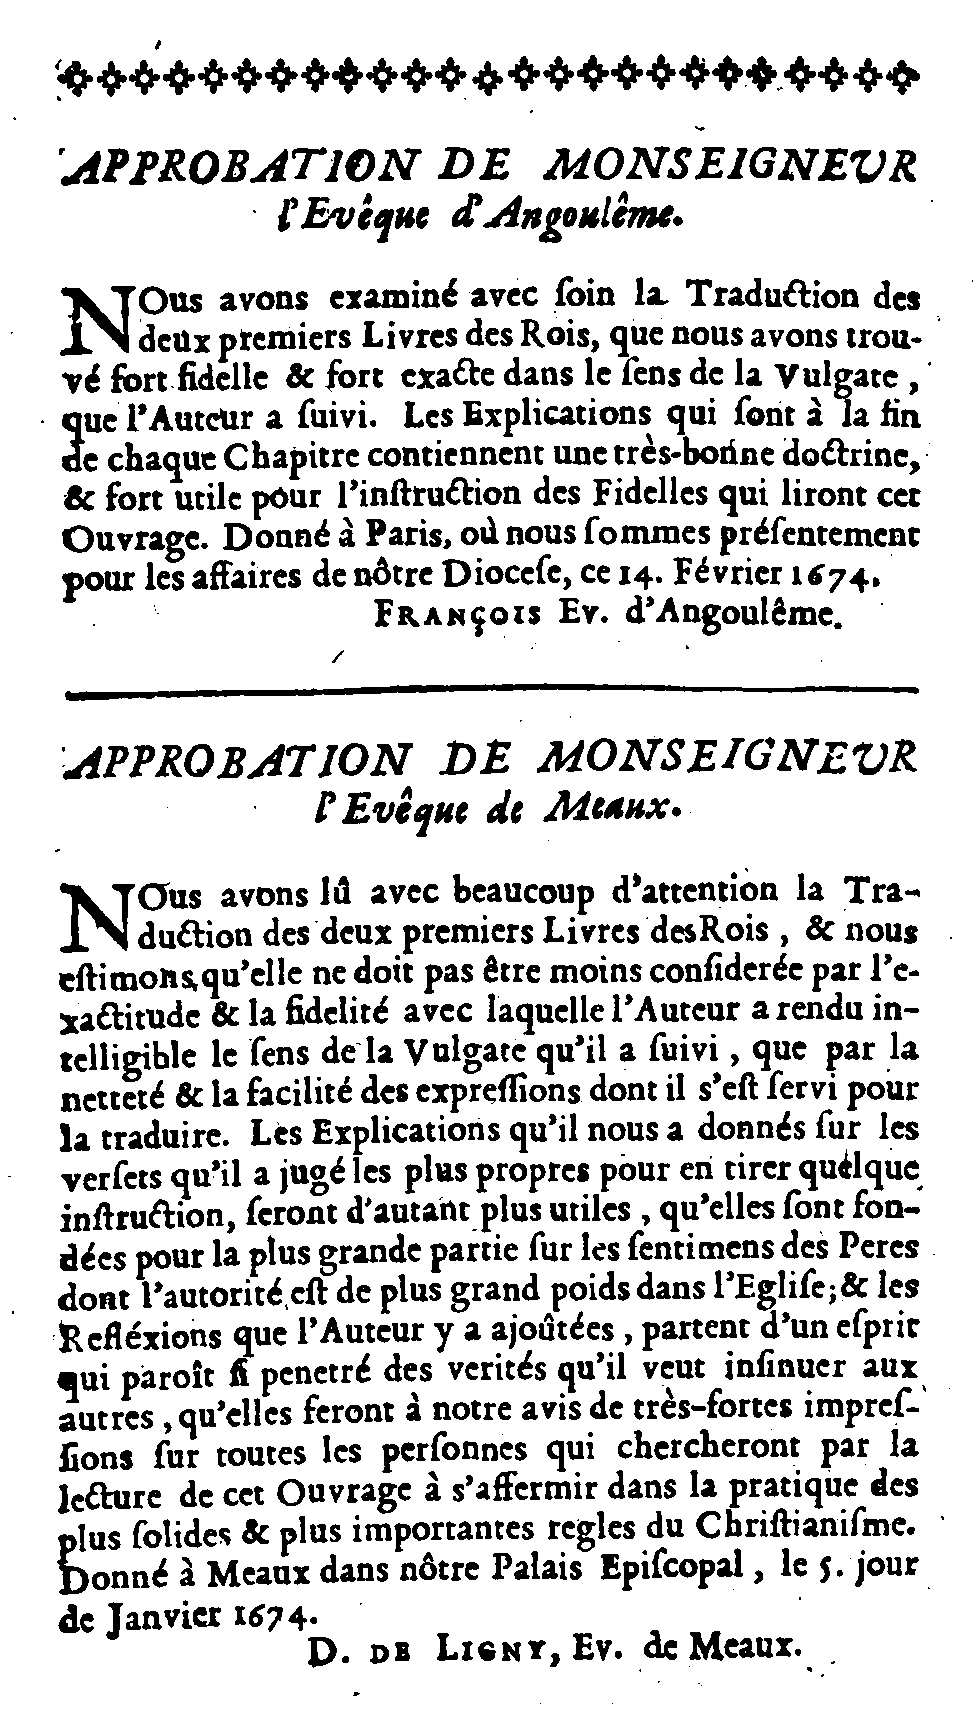 APPROBATION DE MONSEIGNEUR
l'Evêque d'Angoulême.
NOus avons examiné avec ſoin la Traduction des
deux premiers Livres des Rois, que nous avons trou-
vé fort fidelle & fort exacte dans le ſens de la Vulgate,
que l'Auteur a ſuivi. Les Explications qui ſont à la fin
de chaque Chapitre contiennent une très-bonne doctrine,
& fort utile pour l'inſtruction des Fidelles qui liront cet
Ouvrage. Donné à Paris, où nous ſommes préſentement
pour les affaires de nôtre Dioceſe, ce 14. Février 1674.
FRANÇOIS EV. d'Angoulême.
APPROBATION DE MONSEIGNEUR
l'Evêque de Meaux.
NOus avons lû avec beaucoup d'attention la Tra-
duction des deux premiers Livres des Rois, & nous
eſtimons, qu'elle ne doit pas être moins conſiderée par l'e-
xactitude & la fidelité avec laquelle l'Auteur a rendu in-
telligible le ſens de la Vulgate qu'il a ſuivi, que par la
netteté & la facilité des expreſſions dont il s'eſt ſervi pour
la traduire. Les Explications qu'il nous a donnés ſur les
verſets qu'il a jugé les plus propres pour en tirer quelque
inſtruction, ſeront d'autant plus utiles, qu'elles ſont fon-
dées pour la plus grande partie ſur les ſentimens des Peres
dont l'autorité eſt de plus grand poids dans l'Egliſe; & les
Refléxions que l'Auteur y a ajoûtées, partent d'un eſprit
qui paroît ſi penetré des verités qu'il veut inſinuer aux
autres, qu'elles feront à notre avis de très-fortes impreſ-
ſions ſur toutes les perſonnes qui chercheront par la
lecture de cet Ouvrage à s'affermir dans la pratique des
plus ſolides & plus importantes regles du Chriſtianiſme.
Donné à Meaux dans nôtre Palais Epiſcopal, le 5. jour
de Janvier 1674.
D. DE LIGNY, Ev. de Meaux.